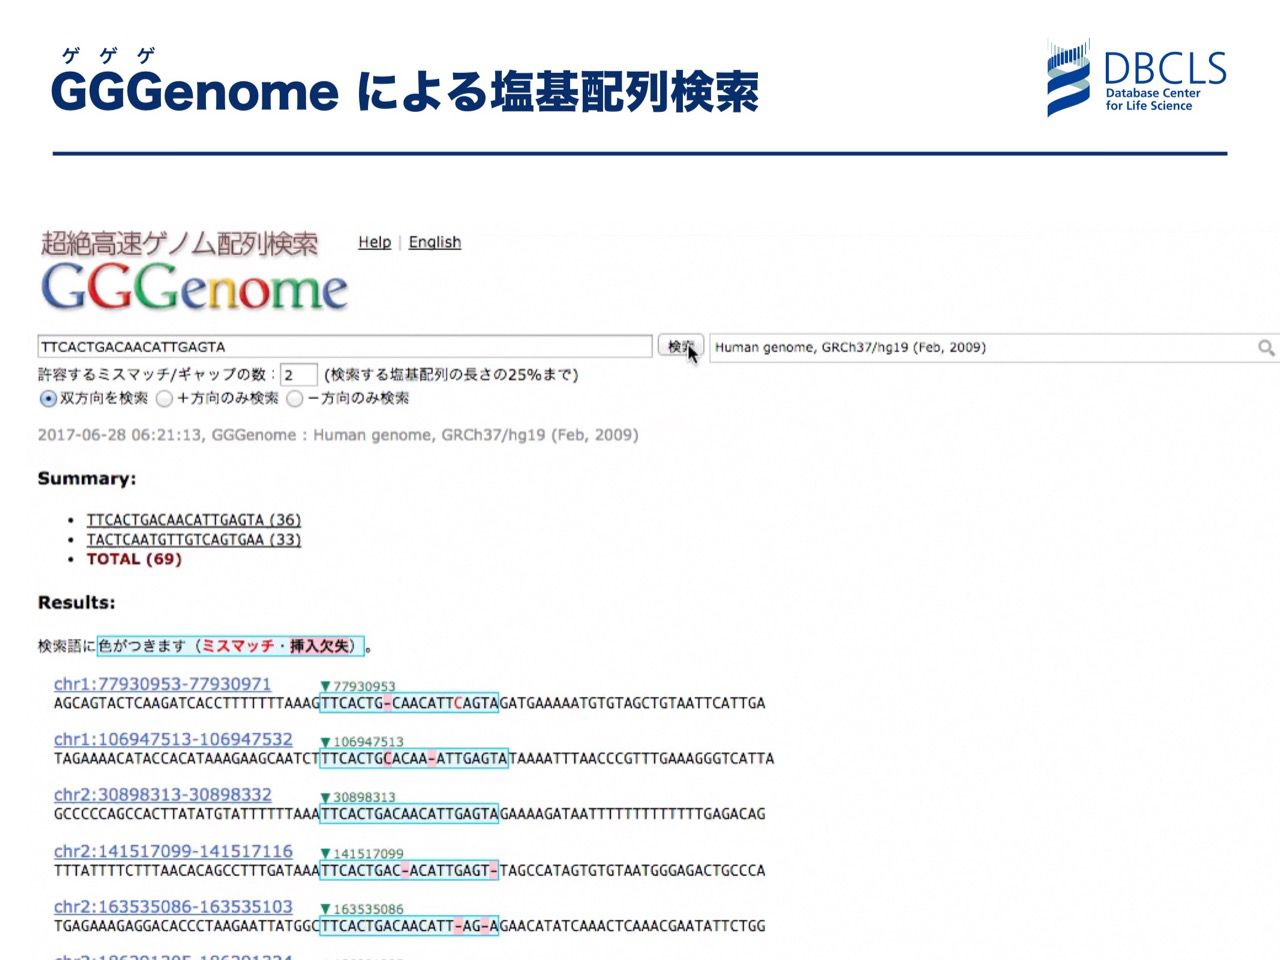 ゲ ゲ ゲ
GGGenome による塩基配列検索
DBCLS
Database Center
for Life Science
超絶高速ゲノム配列検索
Help | English
GGGenome
TTCACTGACAACATTGAGTA
検索
Human genome, GRCh37/hg19 (Feb, 2009)
許容するミスマッチ/ギャップの数：2 (検索する塩基配列の長さの25%まで)
双方向を検索 +方向のみ検索 −方向のみ検索
2017-06-28 06:21:13, GGGenome : Human genome, GRCh37/hg19 (Feb, 2009)
Summary:
• TTCACTGACAACATTGAGTA (36)
• TACTCAATGTTGTCAGTGAA (33)
• TOTAL (69)
Results:
検索語に色がつきます（ミスマッチ・挿入欠失）。
chr1:77930953-77930971 ▼77930953
AGCAGTACTCAAGATCACCTTTTTTTAAAGTTCACTG-CAACATTCAGTAGATGAAAAATGTGTAGCTGTAATTCATTGA
chr1:106947513-106947532 ▼106947513
TAGAAAACATACCACATAAAGAAGCAATCTTTCACTGCACAA-ATTGAGTATAAAATTTAACCCGTTTGAAAGGGTCATTA
chr2:30898313-30898332 ▼30898313
GCCCCCAGCCACTTATATGTATTTTTTAAATTCACTGACAACATTGAGTAGAAAAGATAATTTTTTTTTTTTTGAGACAG
chr2:141517099-141517116 ▼141517099
TTTATTTTCTTTAACACAGCCTTTGATAAATTCACTGAC-ACATTGAGT-TAGCCATAGTGTGTAATGGGAGACTGCCCA
chr2:163535086-163535103 ▼163535086
TGAGAAAGAGGACACCCTAAGAATTATGGCTTCACTGACAACATT-AG-AGAACATATCAAACTCAAACGAATATTCTGG